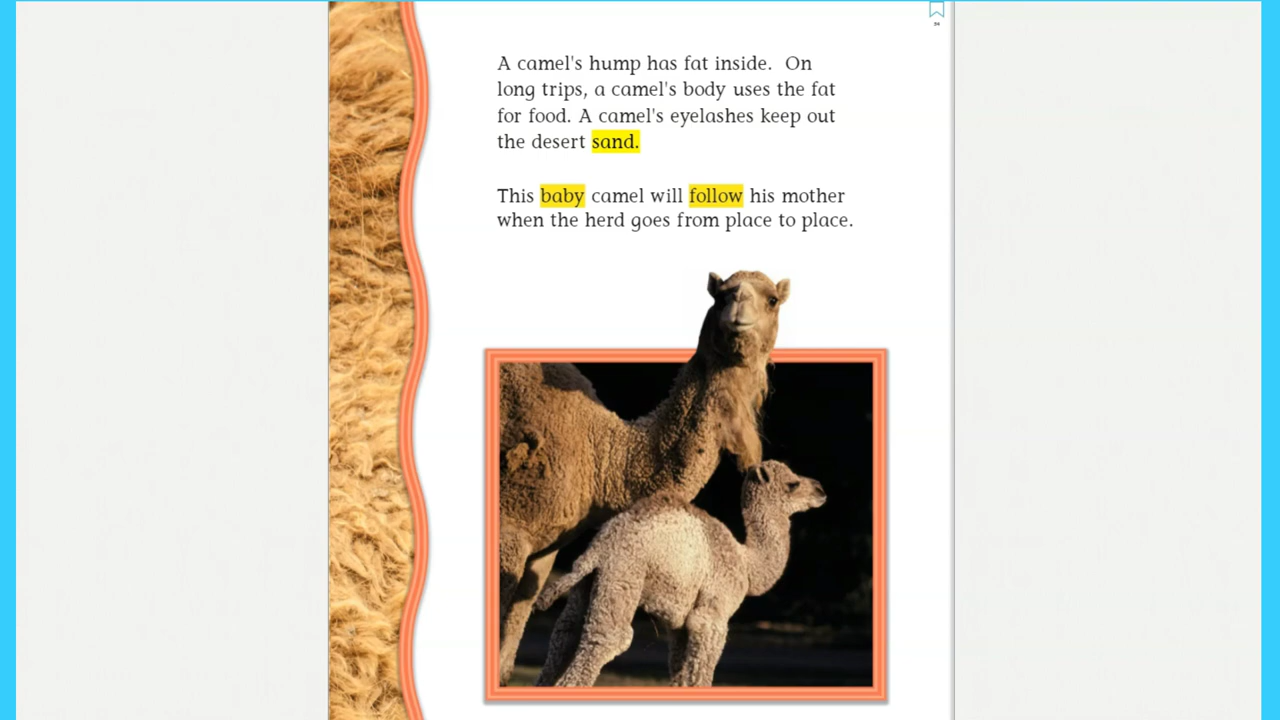 A camel's hump has fat inside.  On
long trips, a camel's body uses the fat
for food. A camel's eyelashes keep out
the desert sand.
This baby camel will follow his mother
when the herd goes from place to place.